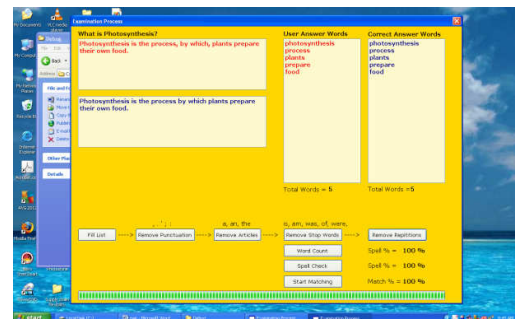 Examination Process
What is Photosynthesis?
User Answer Words
Correct Answer Words
Photosynthesis is the process, by which, plants prepare
their own food.
photosynthesis
process
plants
prepare
food
photosynthesis
process
plants
prepare
food
Photosynthesis is the process by which plants prepare
their own food.
Total Words = 5
Total Words =5
a, an, the
is, am, was, of, were,
Fill List
Remove Punctuation
Remove Articles
Remove Stop Words
Remove Repititions
Word Count
Spell % = 100 %
Spell Check
Spell % = 100 %
Start Matching
Match % = 100 %
Back
Other Pla
Details
start